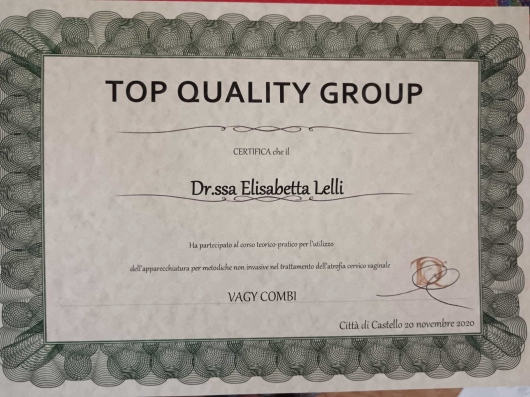 TOP QUALITY GROUP
CERTIFICA che il
Dr.ssa Elisabetta Lelli
Ha partecipato al corso teorico-pratico per l'utilizzo
dell'apparecchiatura per metodiche non invasive nel trattamento dell'atrofia cervico vaginale
VAGY COMBI
Città di Castello 20 novembre 2020